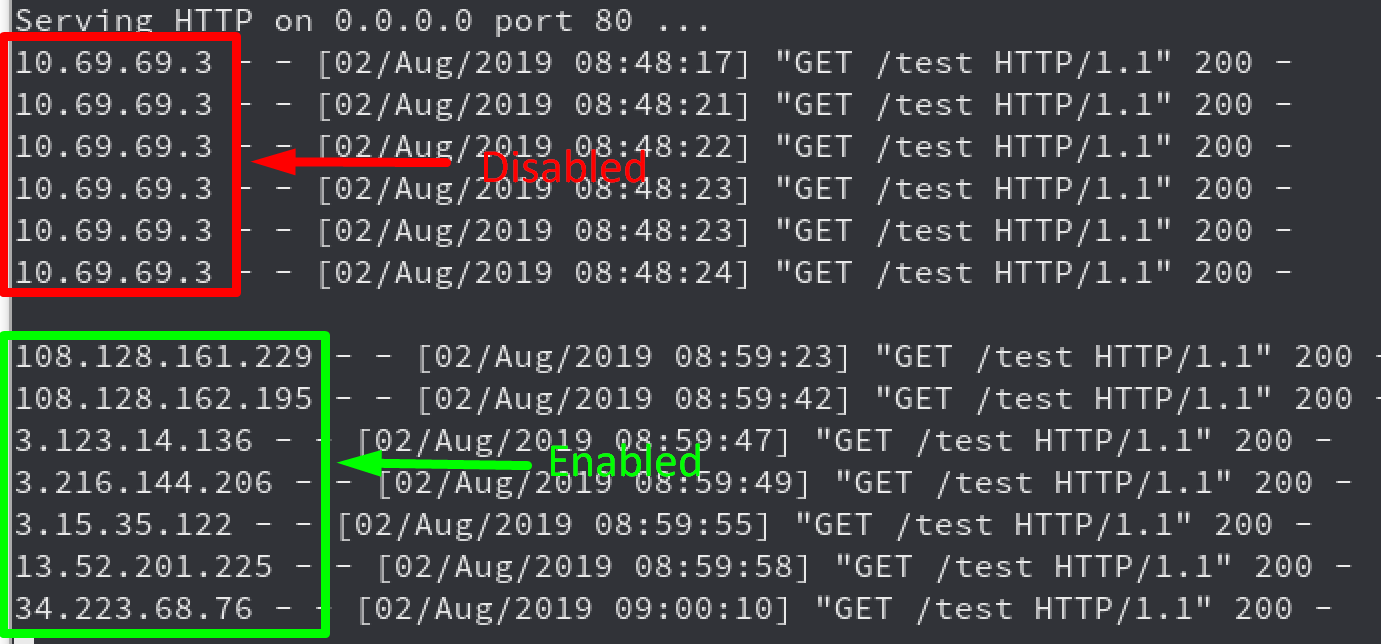 Serving HTTP on 0.0.0.0 port 80 ...
10.69.69.3 - - [02/Aug/2019 08:48:17] "GET /test HTTP/1.1" 200 -
10.69.69.3 - - [02/Aug/2019 08:48:21] "GET /test HTTP/1.1" 200 -
10.69.69.3 - - [02/Aug/2019 08:48:22] "GET /test HTTP/1.1" 200 -
Disabled
10.69.69.3 - - [02/Aug/2019 08:48:23] "GET /test HTTP/1.1" 200 -
10.69.69.3 - - [02/Aug/2019 08:48:23] "GET /test HTTP/1.1" 200 -
10.69.69.3 - - [02/Aug/2019 08:48:24] "GET /test HTTP/1.1" 200 -
108.128.161.229 - - [02/Aug/2019 08:59:23] "GET /test HTTP/1.1" 200 -
108.128.162.195 - - [02/Aug/2019 08:59:42] "GET /test HTTP/1.1" 200 -
3.123.14.136 - - [02/Aug/2019 08:59:47] "GET /test HTTP/1.1" 200 -
Enabled
3.216.144.206 - - [02/Aug/2019 08:59:49] "GET /test HTTP/1.1" 200 -
3.15.35.122 - - [02/Aug/2019 08:59:55] "GET /test HTTP/1.1" 200 -
13.52.201.225 - - [02/Aug/2019 08:59:58] "GET /test HTTP/1.1" 200 -
34.223.68.76 - - [02/Aug/2019 09:00:10] "GET /test HTTP/1.1" 200 -